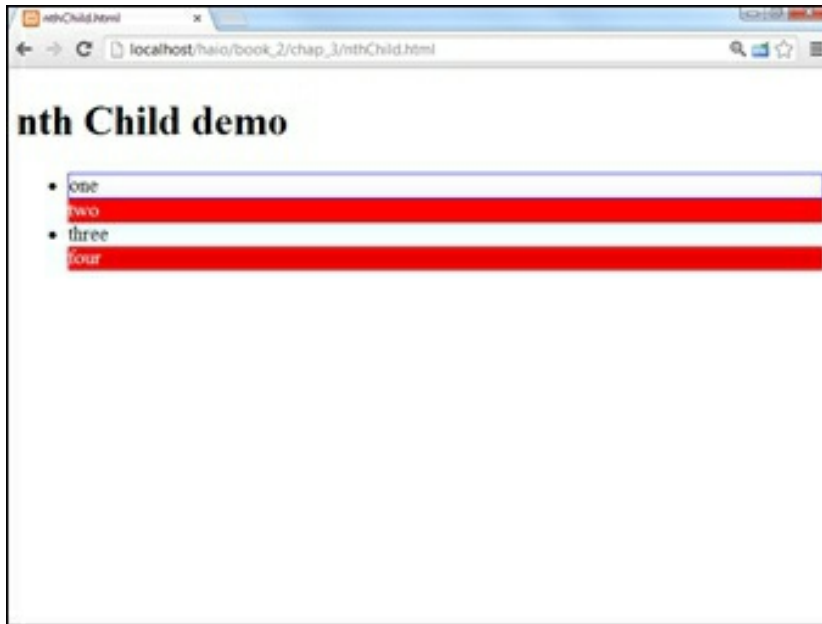 nthChild.html
localhost/haio/book_2/chap_3/nthChild.html
nth Child demo
one
two
three
four